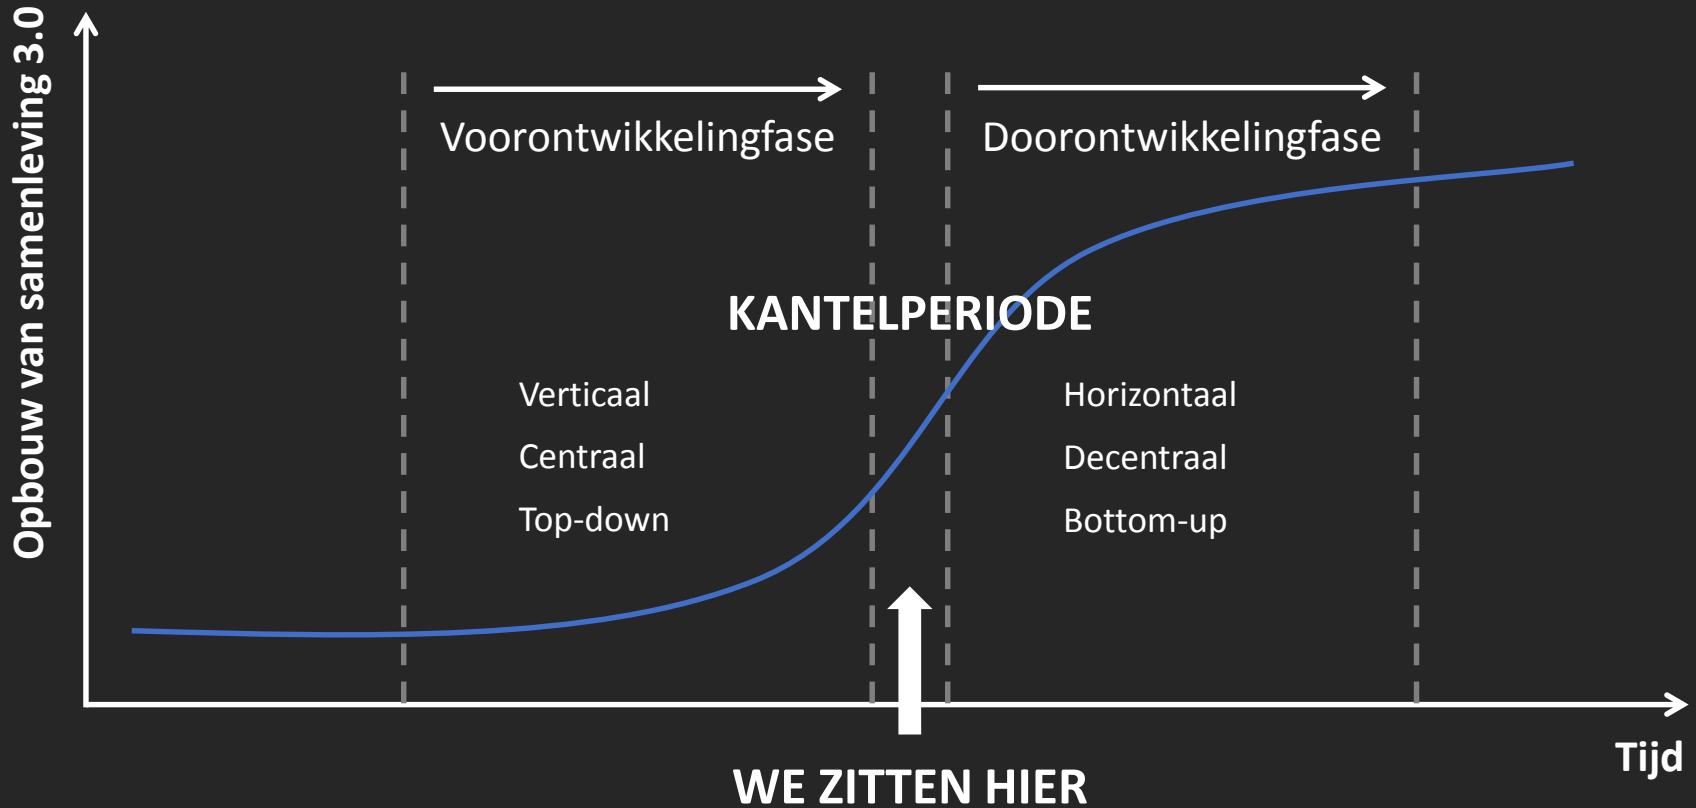 Opbouw van samenleving 3.0
Voorontwikkelingfase
Doorontwikkelingfase
KANTELPERIODE
Verticaal
Centraal
Top-down
Horizontaal
Decentraal
Bottom-up
Tijd
WE ZITTEN HIER